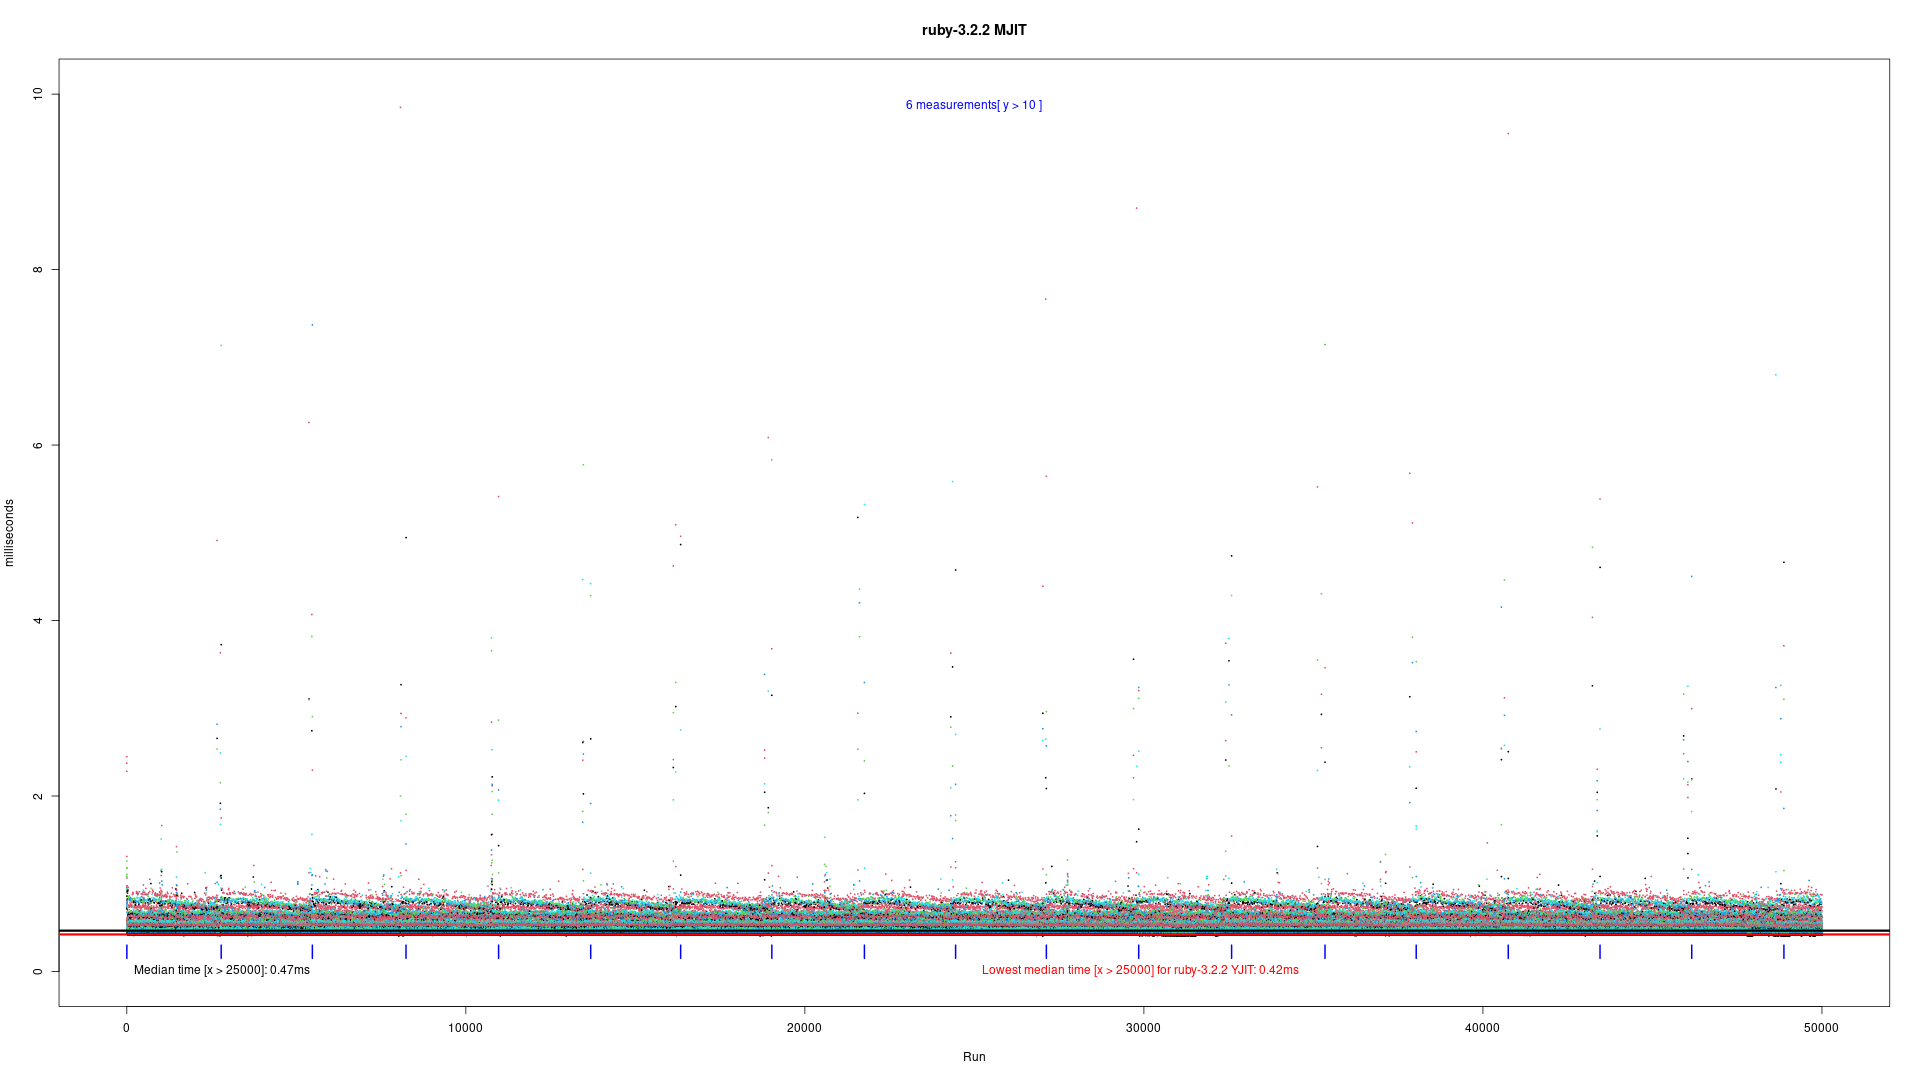 ruby-3.2.2 MJIT
6 measurements[ y > 10 ]
milliseconds
10
8
6
4
2
0
Median time [x > 25000]: 0.47ms
Lowest median time [x > 25000] for ruby-3.2.2 YJIT: 0.42ms
0 10000 20000 30000 40000 50000
Run